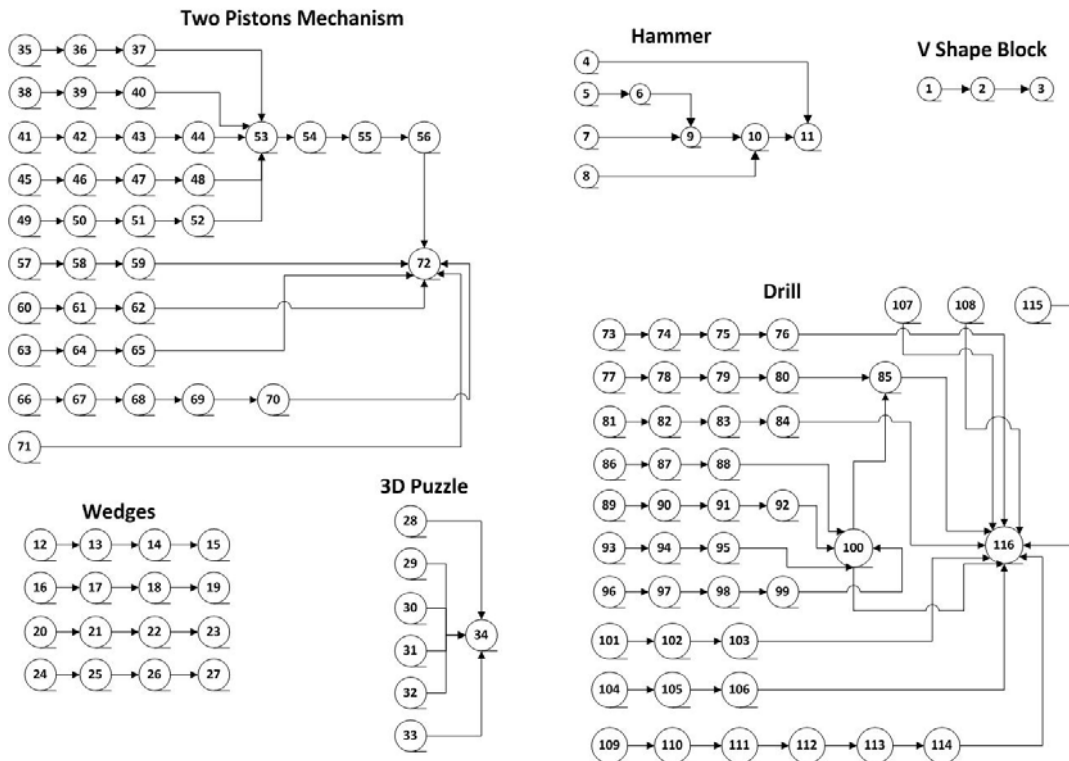 Two Pistons Mechanism
35 36 37
38 39 40
41 42 43 44 53 54 55 56
45 46 47 48
49 50 51 52
57 58 59 72
60 61 62
63 64 65
66 67 68 69 70
71
Hammer
4
5 6
7 9 10 11
8
V Shape Block
1 2 3
Wedges
12 13 14 15
16 17 18 19
20 21 22 23
24 25 26 27
3D Puzzle
28
29
30
31 34
32
33
Drill
107 108 115
73 74 75 76
77 78 79 80 85
81 82 83 84
86 87 88
89 90 91 92
93 94 95 100 116
96 97 98 99
101 102 103
104 105 106
109 110 111 112 113 114